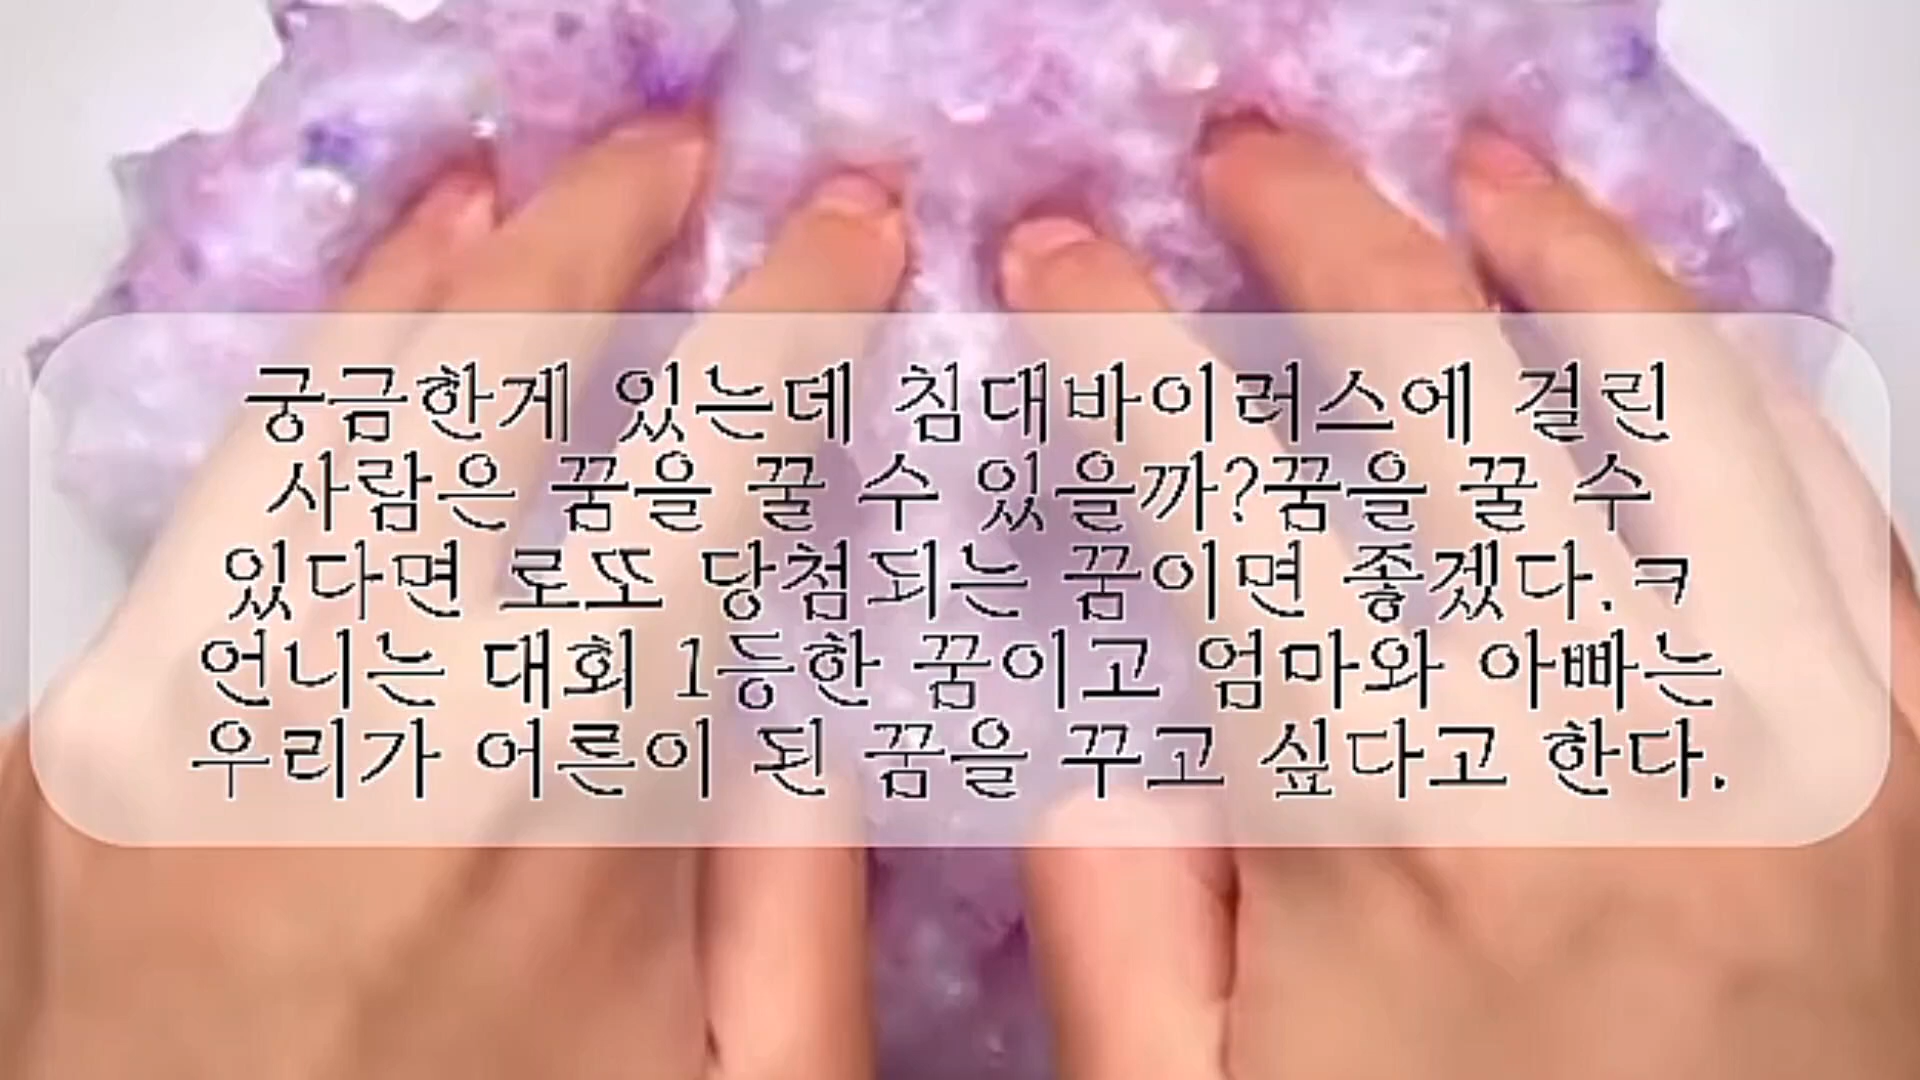 궁금한게 있는데 침대바이러스에 걸린
사람은 꿈을 꿀 수 있을까?꿈을 꿀 수
있다면 로또 당첨되는 꿈이면 좋겠다.ㅋ
언니는 대회 1등한 꿈이고 엄마와 아빠는
우리가 어른이 된 꿈을 꾸고 싶다고 한다.